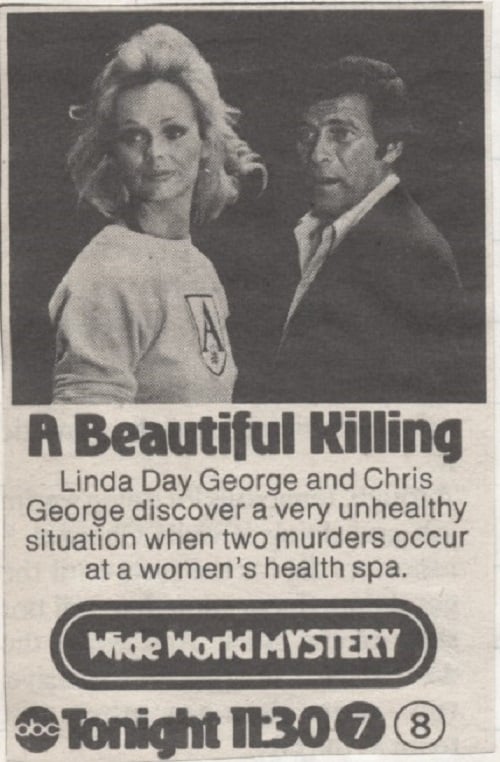 A
A Beautiful Killing
Linda Day George and Chris
George discover a very unhealthy
situation when two murders occur
at a women's health spa.
Wide World MYSTERY
abc Tonight 11:30 7 8